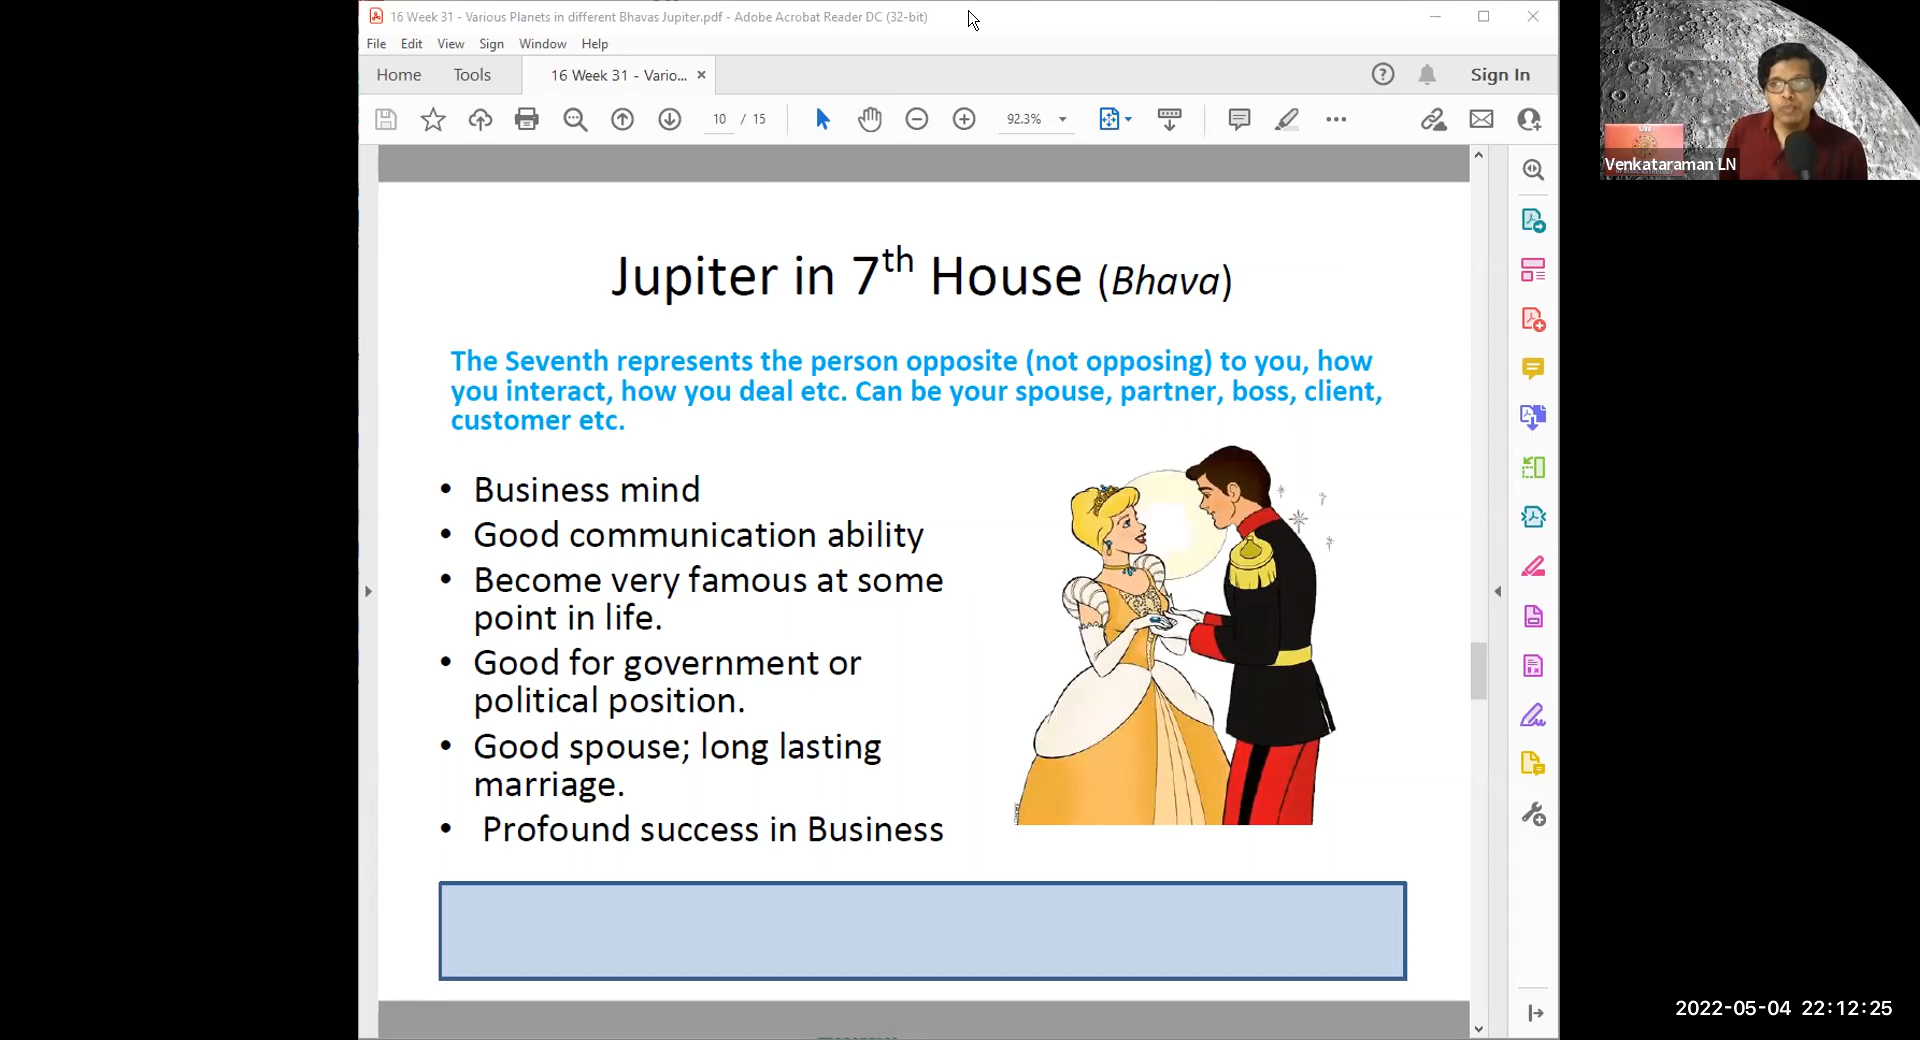 16 Week 31 - Various Planets in different Bhavas Jupiter.pdf - Adobe Acrobat Reader DC (32-bit)
File Edit View Sign Window Help
Home Tools 16 Week 31 - Vario... × Sign In
10 / 15 92.3%
Venkataraman LN
Jupiter in 7th House (Bhava)
The Seventh represents the person opposite (not opposing) to you, how
you interact, how you deal etc. Can be your spouse, partner, boss, client,
customer etc.
• Business mind
• Good communication ability
• Become very famous at some
point in life.
• Good for government or
political position.
• Good spouse; long lasting
marriage.
• Profound success in Business
2022-05-04 22:12:25